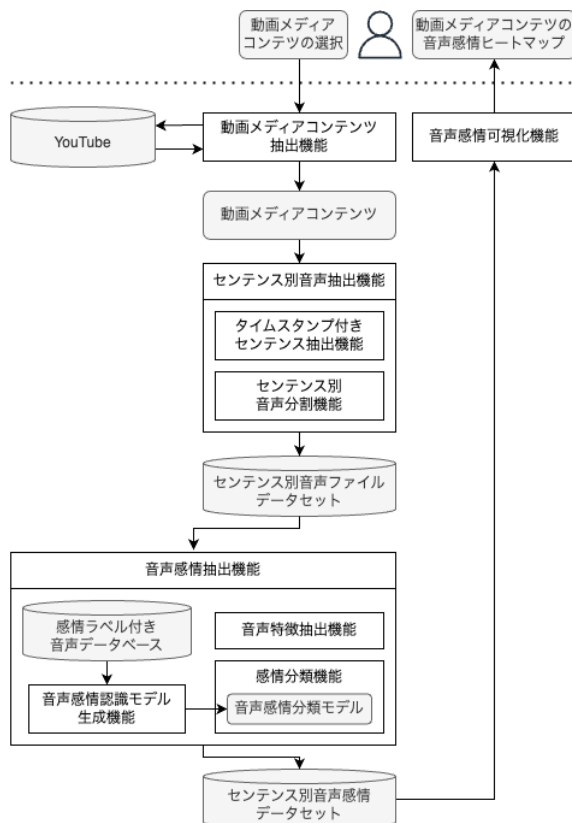 動画メディア
コンテツの選択
動画メディアコンテンツの
音声感情ヒートマップ
YouTube
動画メディアコンテンツ
抽出機能
音声感情可視化機能
動画メディアコンテンツ
センテンス別音声抽出機能
タイムスタンプ付き
センテンス抽出機能
センテンス別
音声分割機能
センテンス別音声ファイル
データセット
音声感情抽出機能
感情ラベル付き
音声データベース
音声特徴抽出機能
感情分類機能
音声感情認識モデル
生成機能
音声感情分類モデル
センテンス別音声感情
データセット